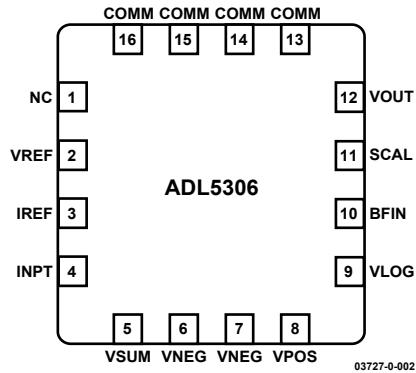 COMM COMM COMM COMM
16 15 14 13
NC 1
12 VOUT
VREF 2
11 SCAL
ADL5306
IREF 3
10 BFIN
INPT 4
9 VLOG
5 6 7 8
VSUM VNEG VNEG VPOS
03727-0-002